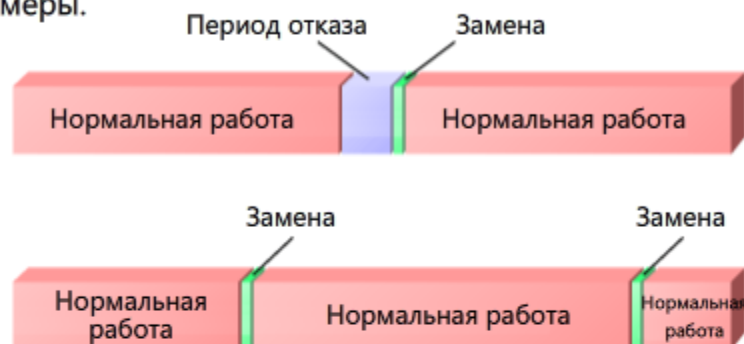 меры.
Период отказа
Замена
Нормальная работа
Нормальная работа
Замена
Замена
Нормальная
работа
Нормальная работа
Нормальная
работа